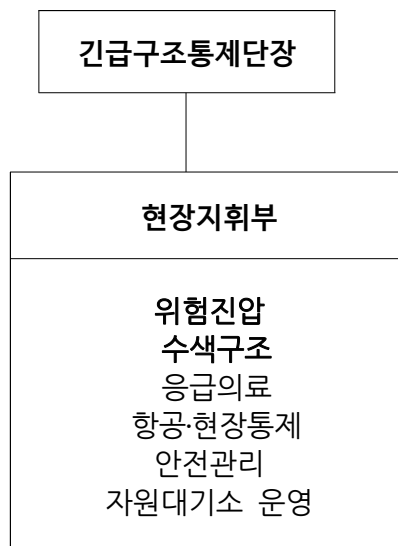 긴급구조통제단장
현장지휘부
위험진압
수색구조
응급의료
항공·현장통제
안전관리
자원대기소 운영